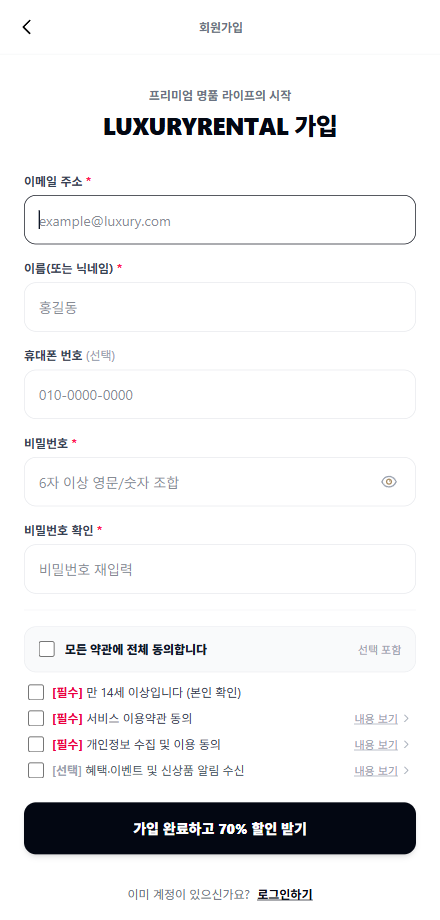 회원가입
프리미엄 명품 라이프의 시작
LUXURYRENTAL 가입
이메일 주소 *
example@luxury.com
이름(또는 닉네임) *
홍길동
휴대폰 번호 (선택)
010-0000-0000
비밀번호 *
6자 이상 영문/숫자 조합
비밀번호 확인 *
비밀번호 재입력
모든 약관에 전체 동의합니다 선택 포함
[필수] 만 14세 이상입니다 (본인 확인)
[필수] 서비스 이용약관 동의 내용 보기
[필수] 개인정보 수집 및 이용 동의 내용 보기
[선택] 혜택·이벤트 및 신상품 알림 수신 내용 보기
가입 완료하고 70% 할인 받기
이미 계정이 있으신가요? 로그인하기